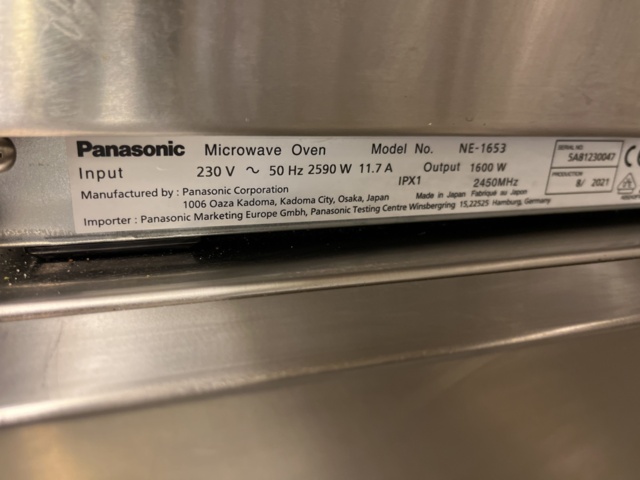 Panasonic Microwave Oven Model No. NE-1653
Input 230 V ~ 50 Hz 2590 W 11.7 A Output 1600 W
IPX1 2450MHz
Manufactured by : Panasonic Corporation
1006 Oaza Kadoma, Kadoma City, Osaka, Japan
Made in Japan Fabriqué au Japon
Importer : Panasonic Marketing Europe Gmbh, Panasonic Testing Centre Winsbergring 15,22525 Hamburg, Germany
SERIAL NO.
5A81230047
PRODUCTION
8/ 2021
CE